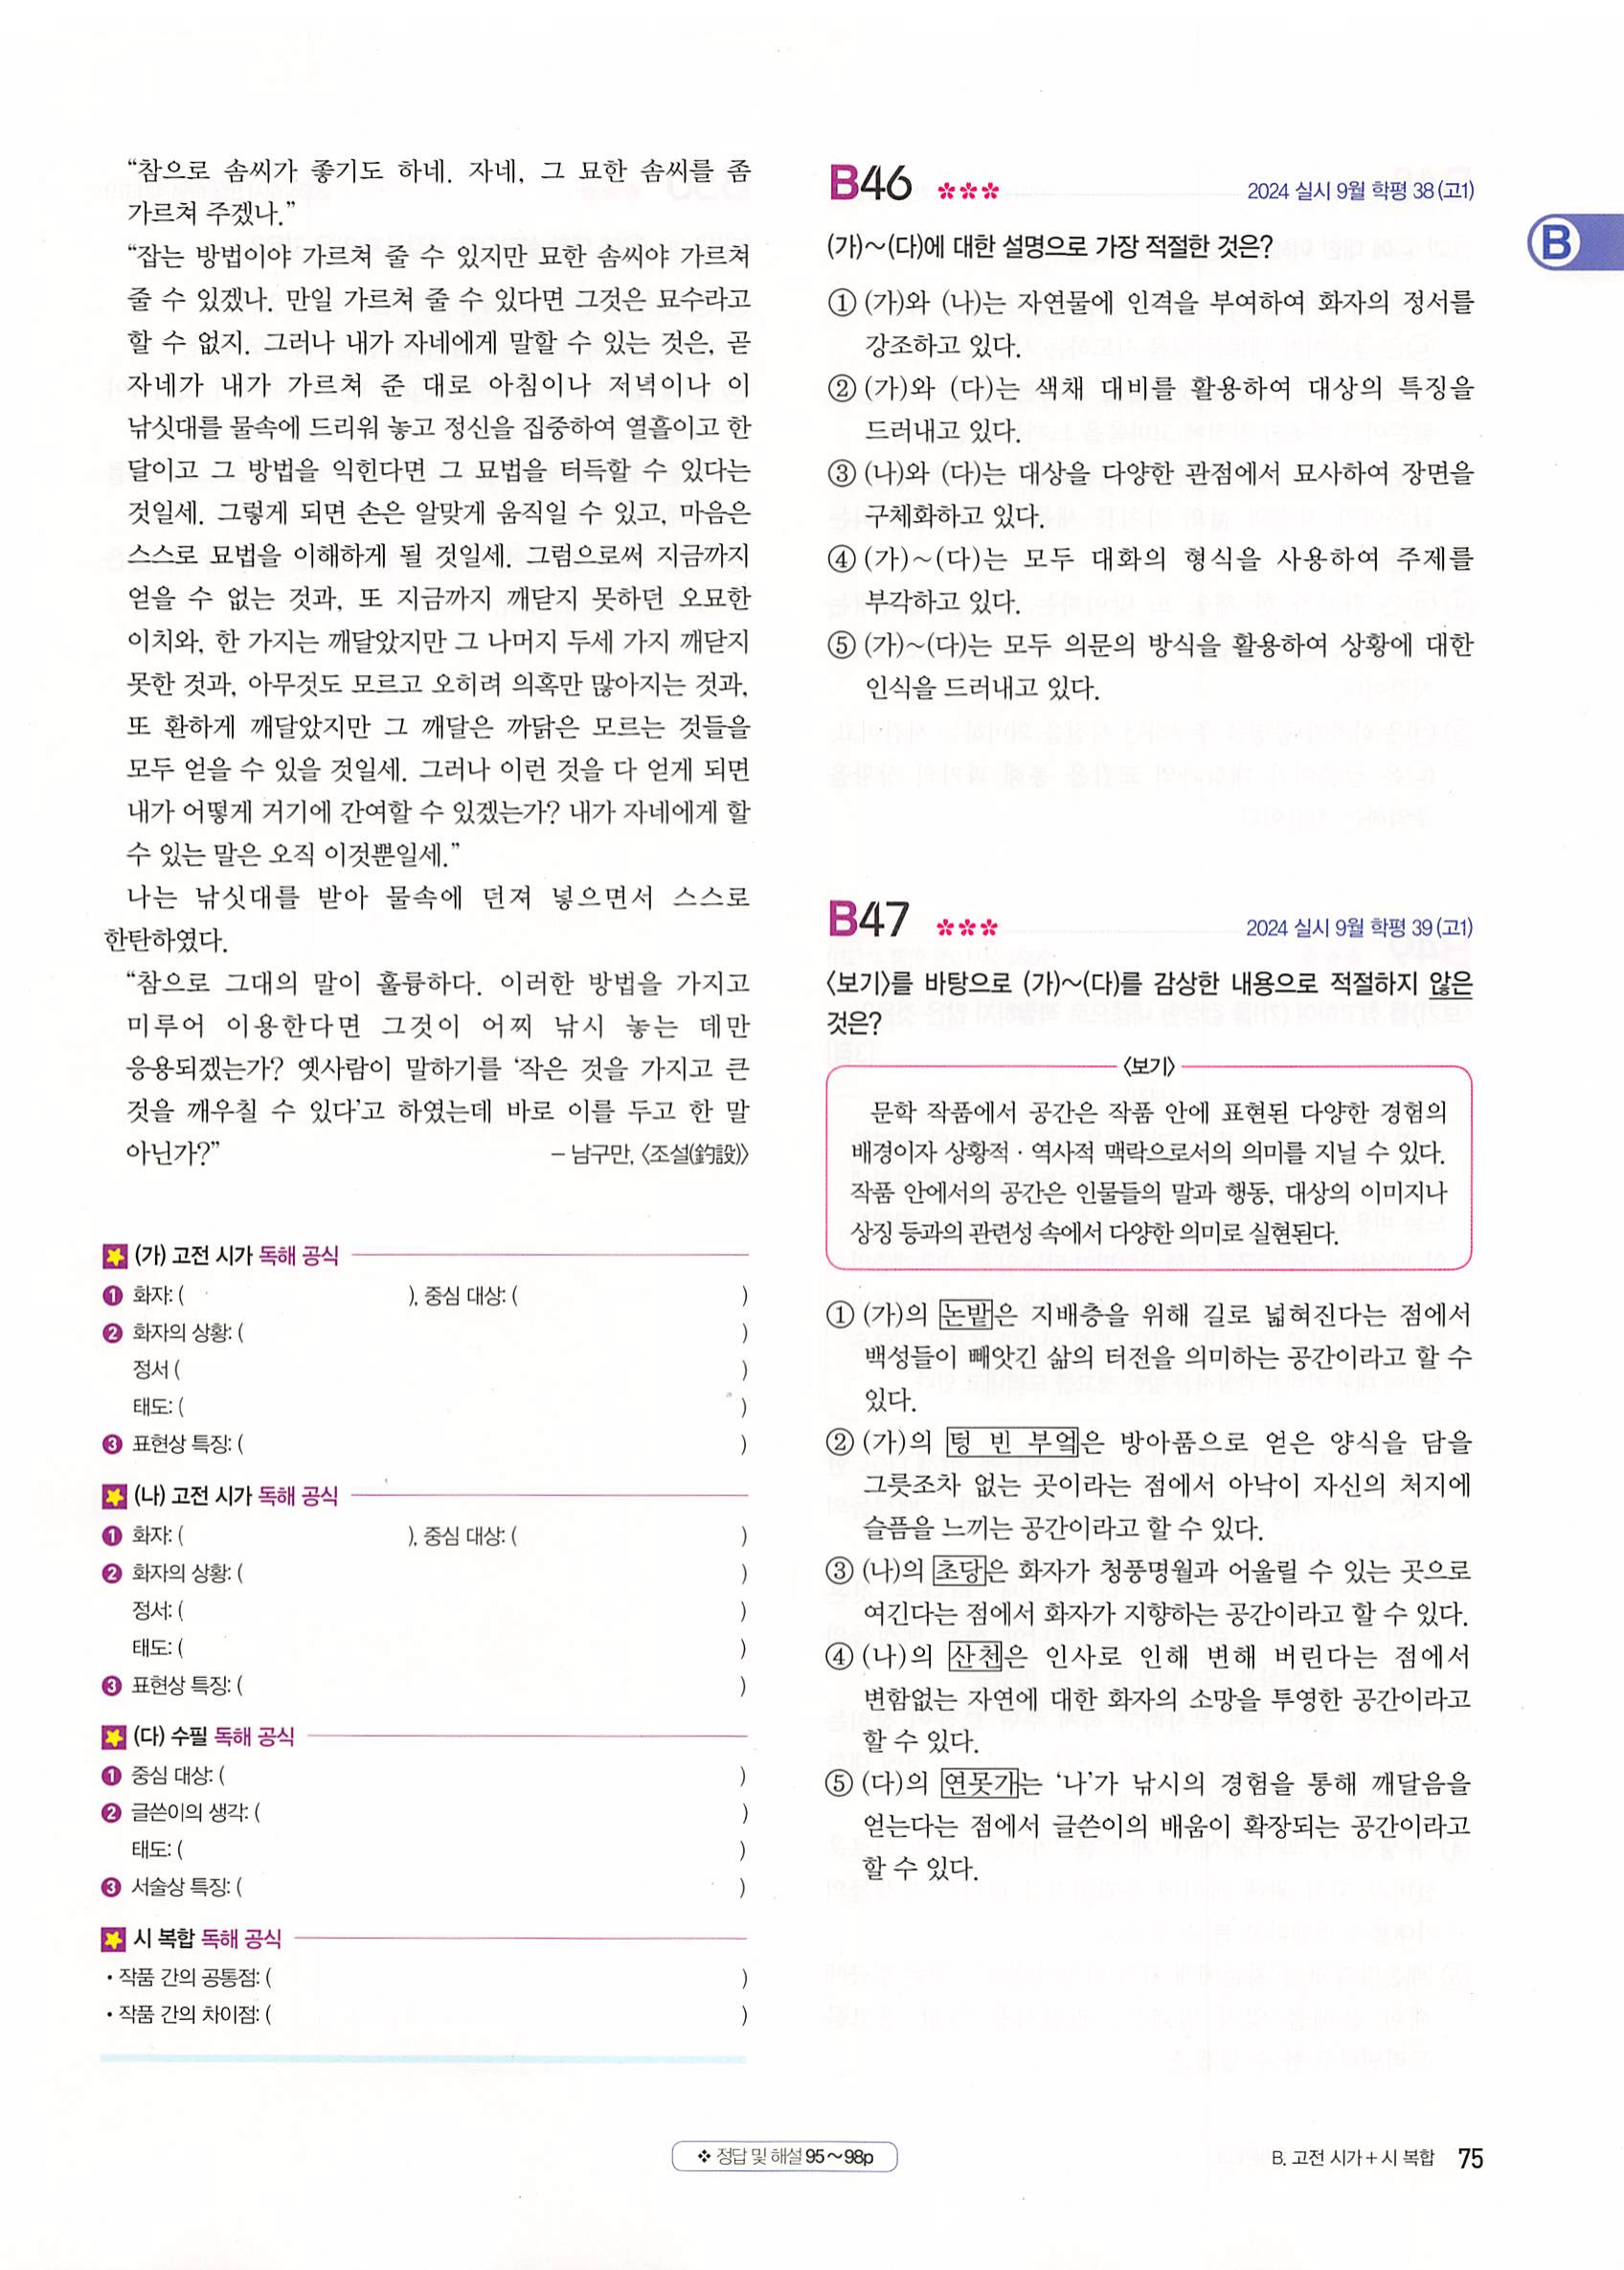 “참으로 솜씨가 좋기도 하네. 자네, 그 묘한 솜씨를 좀
가르쳐 주겠나.”
“잡는 방법이야 가르쳐 줄 수 있지만 묘한 솜씨야 가르쳐
줄 수 있겠나. 만일 가르쳐 줄 수 있다면 그것은 묘수라고
할 수 없지. 그러나 내가 자네에게 말할 수 있는 것은, 곧
자네가 내가 가르쳐 준 대로 아침이나 저녁이나 이
낚싯대를 물속에 드리워 놓고 정신을 집중하여 열흘이고 한
달이고 그 방법을 익힌다면 그 묘법을 터득할 수 있다는
것일세. 그렇게 되면 손은 알맞게 움직일 수 있고, 마음은
스스로 묘법을 이해하게 될 것일세. 그럼으로써 지금까지
얻을 수 없는 것과, 또 지금까지 깨닫지 못하던 오묘한
이치와, 한 가지는 깨달았지만 그 나머지 두세 가지 깨닫지
못한 것과, 아무것도 모르고 오히려 의혹만 많아지는 것과,
또 환하게 깨달았지만 그 깨달은 까닭은 모르는 것들을
모두 얻을 수 있을 것일세. 그러나 이런 것을 다 얻게 되면
내가 어떻게 거기에 간여할 수 있겠는가? 내가 자네에게 할
수 있는 말은 오직 이것뿐일세.”
나는 낚싯대를 받아 물속에 던져 넣으면서 스스로
한탄하였다.
“참으로 그대의 말이 훌륭하다. 이러한 방법을 가지고
미루어 이용한다면 그것이 어찌 낚시 놓는 데만
응용되겠는가? 옛사람이 말하기를 ‘작은 것을 가지고 큰
것을 깨우칠 수 있다’고 하였는데 바로 이를 두고 한 말
아닌가?” – 남구만, 〈조설(釣設)〉
(가) 고전 시가 독해 공식
❶ 화자: ( ), 중심 대상: ( )
❷ 화자의 상황: ( )
정서 ( )
태도: ( )
❸ 표현상 특징: ( )
(나) 고전 시가 독해 공식
❶ 화자: ( ), 중심 대상: ( )
❷ 화자의 상황: ( )
정서: ( )
태도: ( )
❸ 표현상 특징: ( )
(다) 수필 독해 공식
❶ 중심 대상: ( )
❷ 글쓴이의 생각: ( )
태도: ( )
❸ 서술상 특징: ( )
시 복합 독해 공식
• 작품 간의 공통점: ( )
• 작품 간의 차이점: ( )
B46 ✽✽✽ 2024 실시 9월 학평 38 (고1)
(가)~(다)에 대한 설명으로 가장 적절한 것은?
① (가)와 (나)는 자연물에 인격을 부여하여 화자의 정서를
강조하고 있다.
② (가)와 (다)는 색채 대비를 활용하여 대상의 특징을
드러내고 있다.
③ (나)와 (다)는 대상을 다양한 관점에서 묘사하여 장면을
구체화하고 있다.
④ (가)~(다)는 모두 대화의 형식을 사용하여 주제를
부각하고 있다.
⑤ (가)~(다)는 모두 의문의 방식을 활용하여 상황에 대한
인식을 드러내고 있다.
B
B47 ✽✽✽ 2024 실시 9월 학평 39 (고1)
〈보기〉를 바탕으로 (가)~(다)를 감상한 내용으로 적절하지 않은
것은?
〈보기〉
문학 작품에서 공간은 작품 안에 표현된 다양한 경험의
배경이자 상황적 · 역사적 맥락으로서의 의미를 지닐 수 있다.
작품 안에서의 공간은 인물들의 말과 행동, 대상의 이미지나
상징 등과의 관련성 속에서 다양한 의미로 실현된다.
① (가)의 논밭은 지배층을 위해 길로 넓혀진다는 점에서
백성들이 빼앗긴 삶의 터전을 의미하는 공간이라고 할 수
있다.
② (가)의 텅 빈 부엌은 방아품으로 얻은 양식을 담을
그릇조차 없는 곳이라는 점에서 아낙이 자신의 처지에
슬픔을 느끼는 공간이라고 할 수 있다.
③ (나)의 초당은 화자가 청풍명월과 어울릴 수 있는 곳으로
여긴다는 점에서 화자가 지향하는 공간이라고 할 수 있다.
④ (나)의 산천은 인사로 인해 변해 버린다는 점에서
변함없는 자연에 대한 화자의 소망을 투영한 공간이라고
할 수 있다.
⑤ (다)의 연못가는 ‘나’가 낚시의 경험을 통해 깨달음을
얻는다는 점에서 글쓴이의 배움이 확장되는 공간이라고
할 수 있다.
❖ 정답 및 해설 95~98p
B. 고전 시가 + 시 복합 75